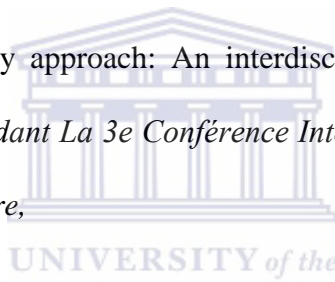 y approach: An interdisc
dant La 3e Conférence Int
re,
UNIVERSITY of the